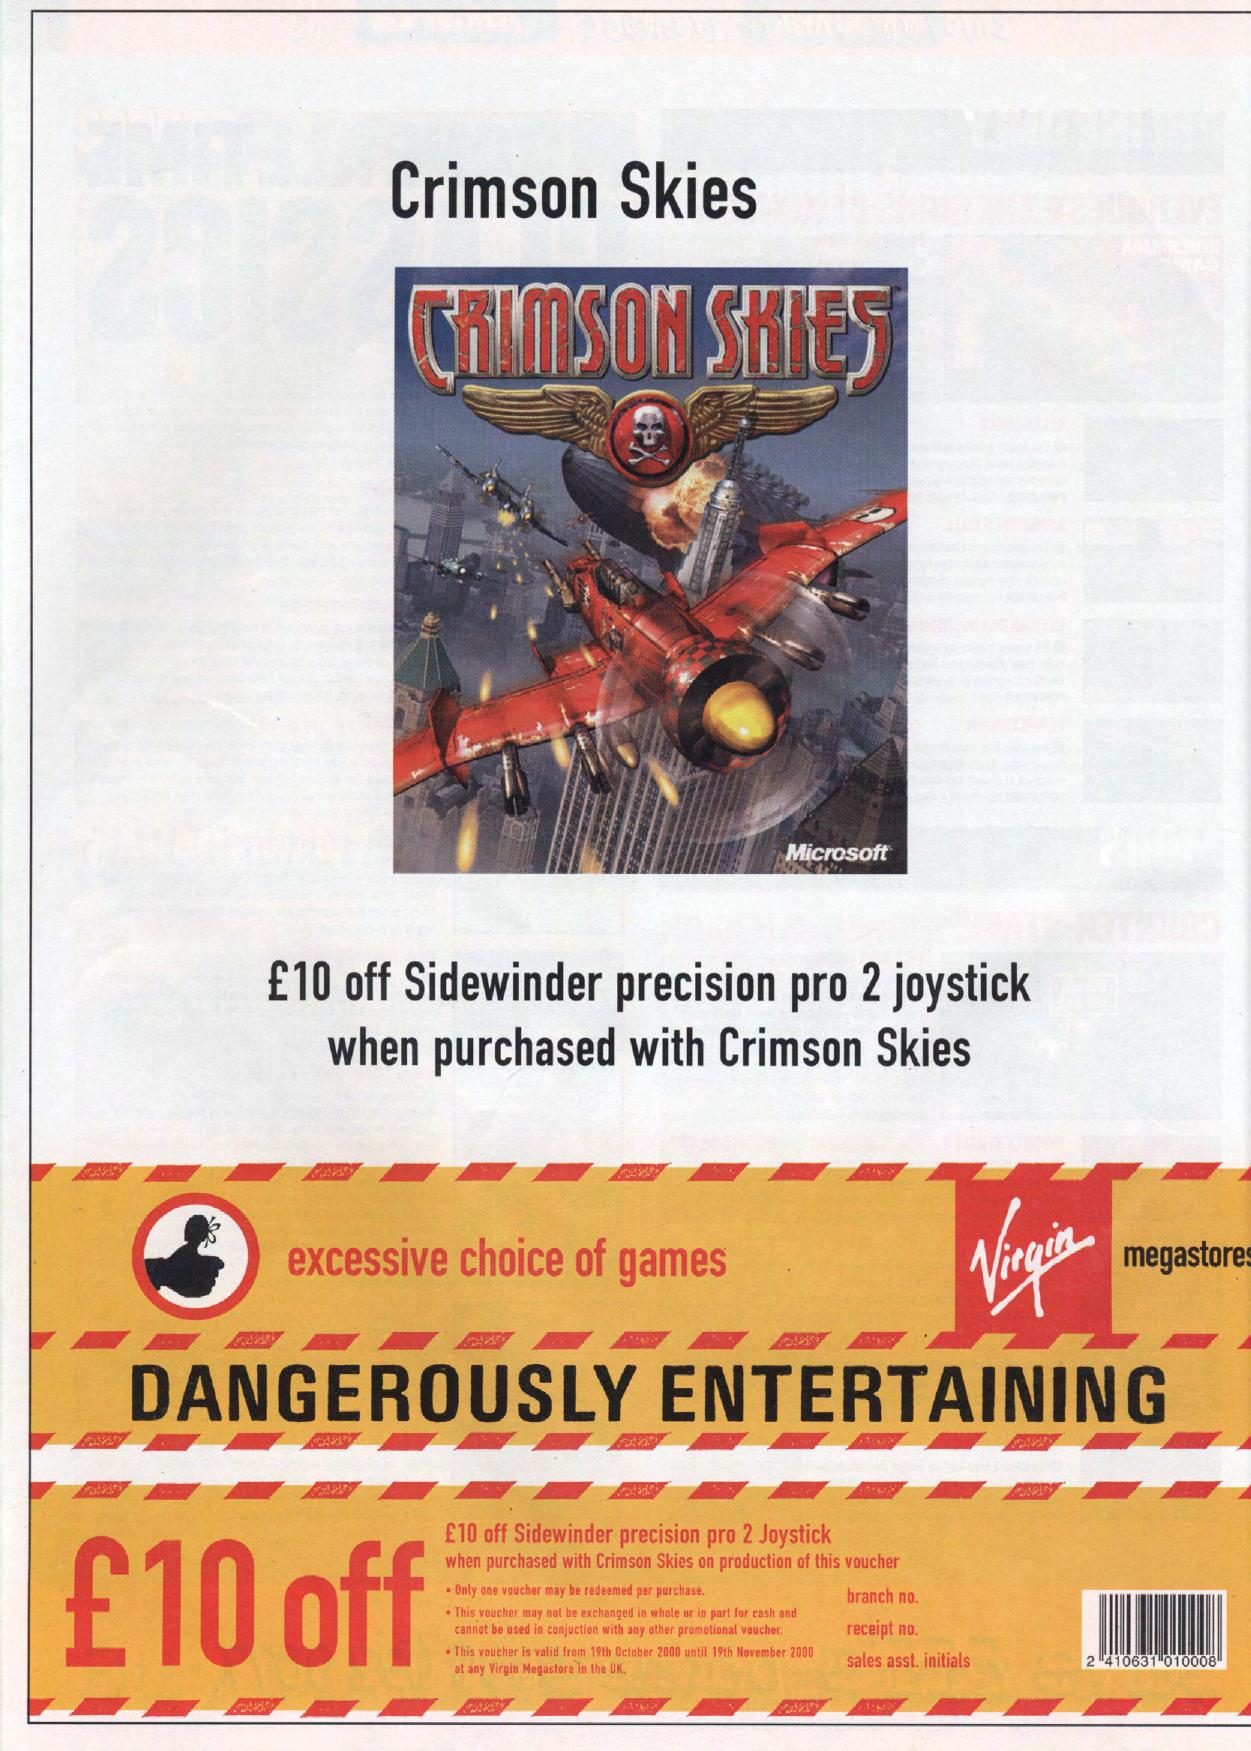 Crimson Skies
CRIMSON SKIES
Microsoft
£10 off Sidewinder precision pro 2 joystick
when purchased with Crimson Skies
excessive choice of games
Virgin
megastores
DANGEROUSLY ENTERTAINING
£10 off
£10 off Sidewinder precision pro 2 Joystick
when purchased with Crimson Skies on production of this voucher
• Only one voucher may be redeemed per purchase.
• This voucher may not be exchanged in whole or in part for cash and
cannot be used in conjuction with any other promotional voucher.
• This voucher is valid from 19th October 2000 until 19th November 2000
at any Virgin Megastore in the UK.
branch no.
receipt no.
sales asst. initials
2 410631 010008